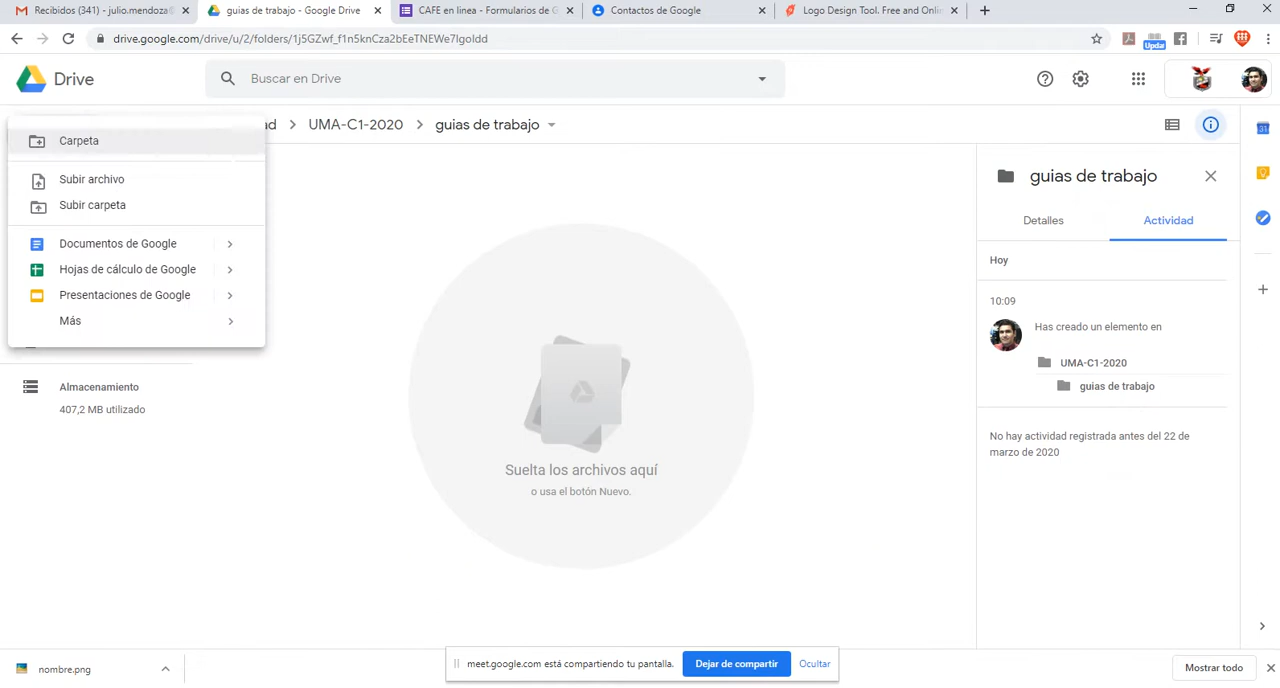 Recibidos (341) - julio.mendoza@
guias de trabajo - Google Drive
CAFE en linea - Formularios de G
Contactos de Google
Logo Design Tool. Free and Onlin
drive.google.com/drive/u/2/folders/1j5GZwf_f1n5knCza2bEeTNEWe7IgoIdd
Updat
Drive
Buscar en Drive
ad > UMA-C1-2020 > guias de trabajo
Carpeta
Subir archivo
Subir carpeta
Documentos de Google
Hojas de cálculo de Google
Presentaciones de Google
Más
Almacenamiento
407,2 MB utilizado
Suelta los archivos aquí
o usa el botón Nuevo.
guias de trabajo
Detalles
Actividad
Hoy
10:09
Has creado un elemento en
UMA-C1-2020
guias de trabajo
No hay actividad registrada antes del 22 de
marzo de 2020
31
nombre.png
meet.google.com está compartiendo tu pantalla.
Dejar de compartir
Ocultar
Mostrar todo